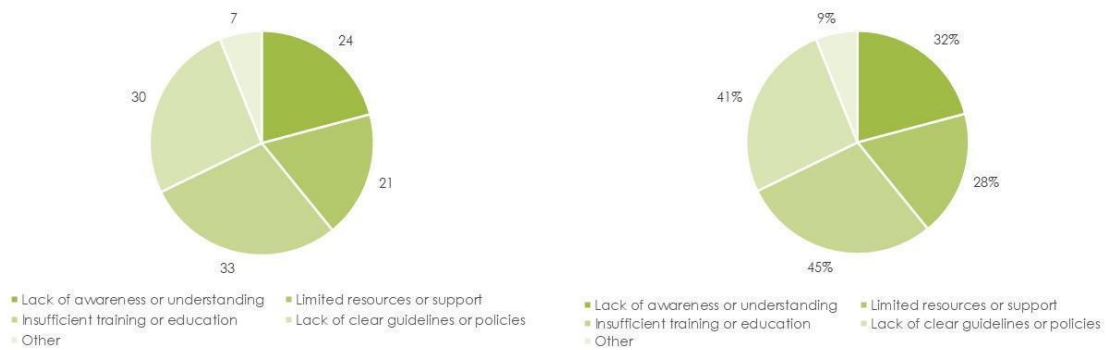 7
24
30
21
33
Lack of awareness or understanding Limited resources or support
Insufficient training or education Lack of clear guidelines or policies
Other
9%
32%
41%
28%
45%
Lack of awareness or understanding Limited resources or support
Insufficient training or education Lack of clear guidelines or policies
Other